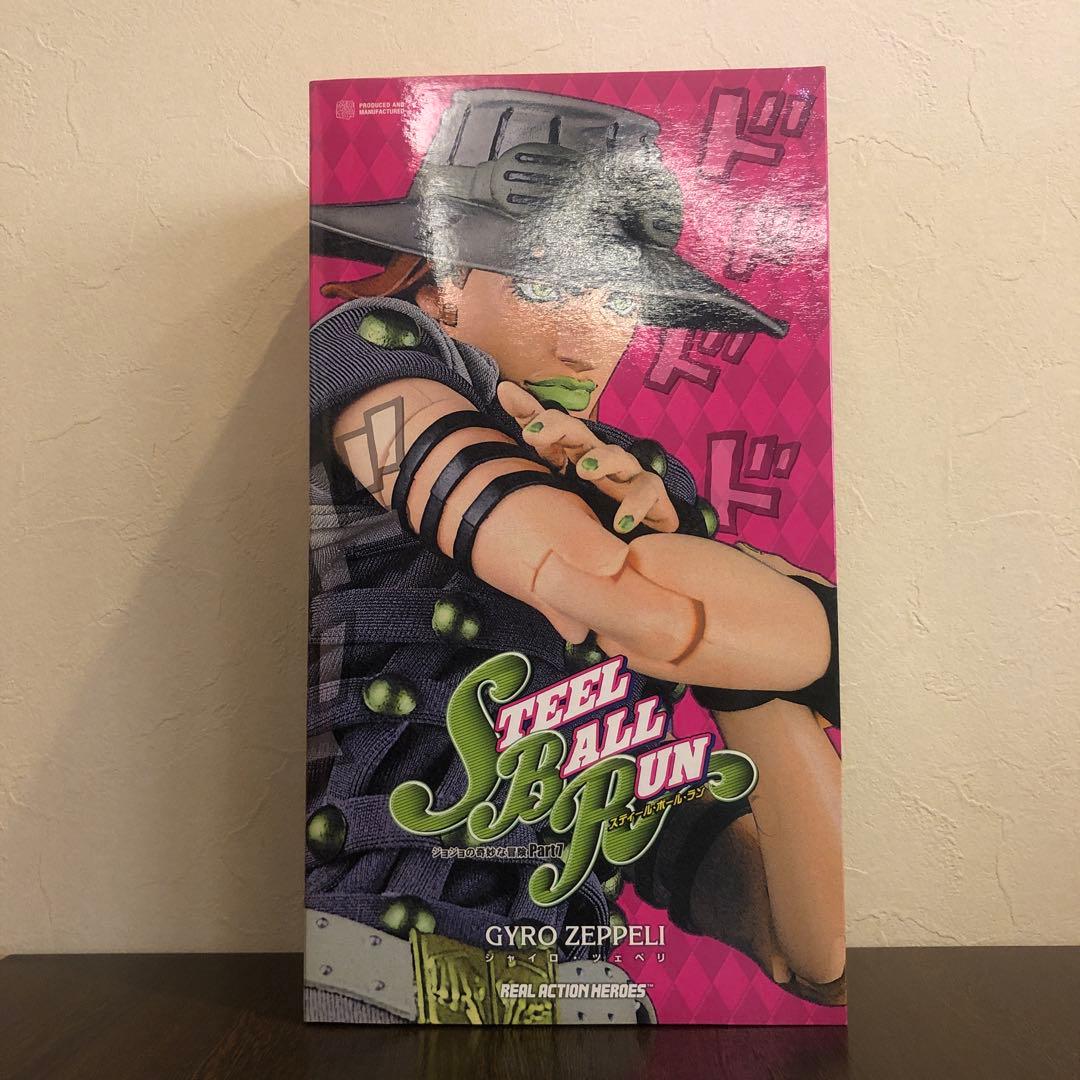 PRODUCED AND
MANUFACTURED
ド
ド
ド
ド
STEEL
BALL
RUN
スティール・ボール・ラン
ジョジョの奇妙な冒険 Part7
GYRO ZEPPELI
ジャイロ・ツェペリ
REAL ACTION HEROES™